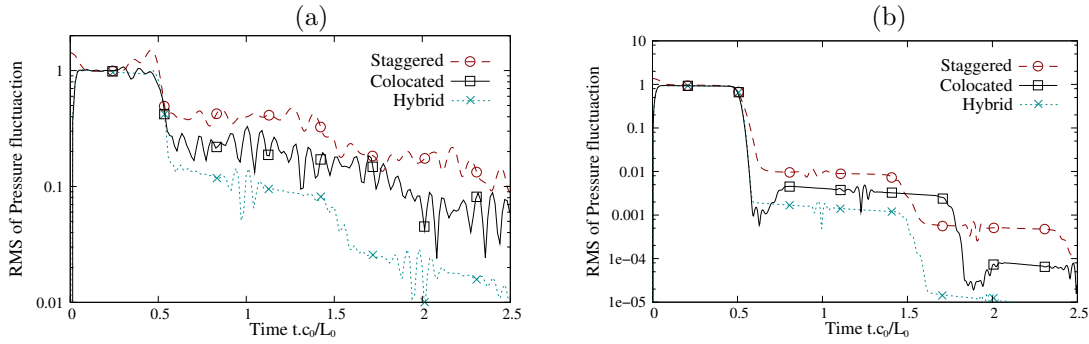 (a)
RMS of Pressure fluctuaction
1
0.1
0.01
0
0.5
1
1.5
2
2.5
Time t.c₀/L₀
Staggered
Colocated
Hybrid
(b)
RMS of Pressure fluctuaction
10
1
0.1
0.01
0.001
1e-04
1e-05
0
0.5
1
1.5
2
2.5
Time t.c₀/L₀
Staggered
Colocated
Hybrid